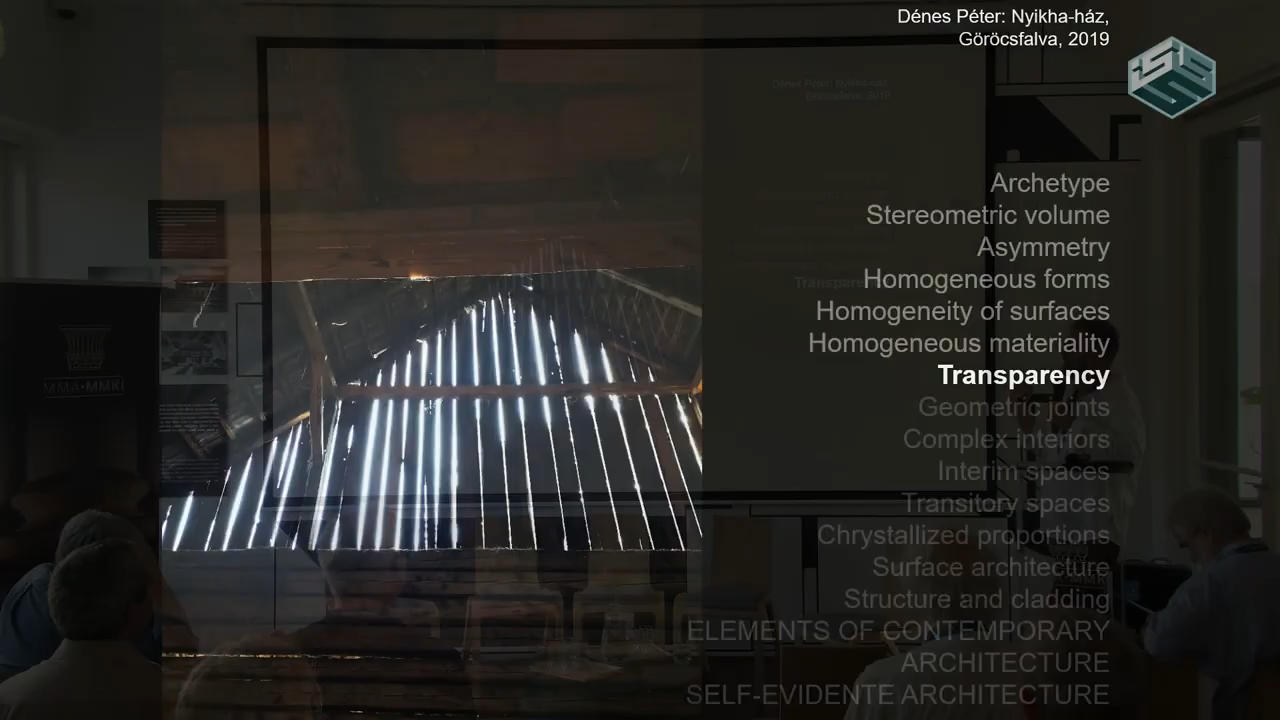 Dénes Péter: Nyikha-ház,
Göröcsfalva, 2019
Archetype
Stereometric volume
Asymmetry
Homogeneous forms
Homogeneity of surfaces
Homogeneous materiality
Transparency
Geometric joints
Complex interiors
Interim spaces
Transitory spaces
Chrystallized proportions
Surface architecture
Structure and cladding
ELEMENTS OF CONTEMPORARY
ARCHITECTURE
SELF-EVIDENTE ARCHITECTURE
MMA•MMKI